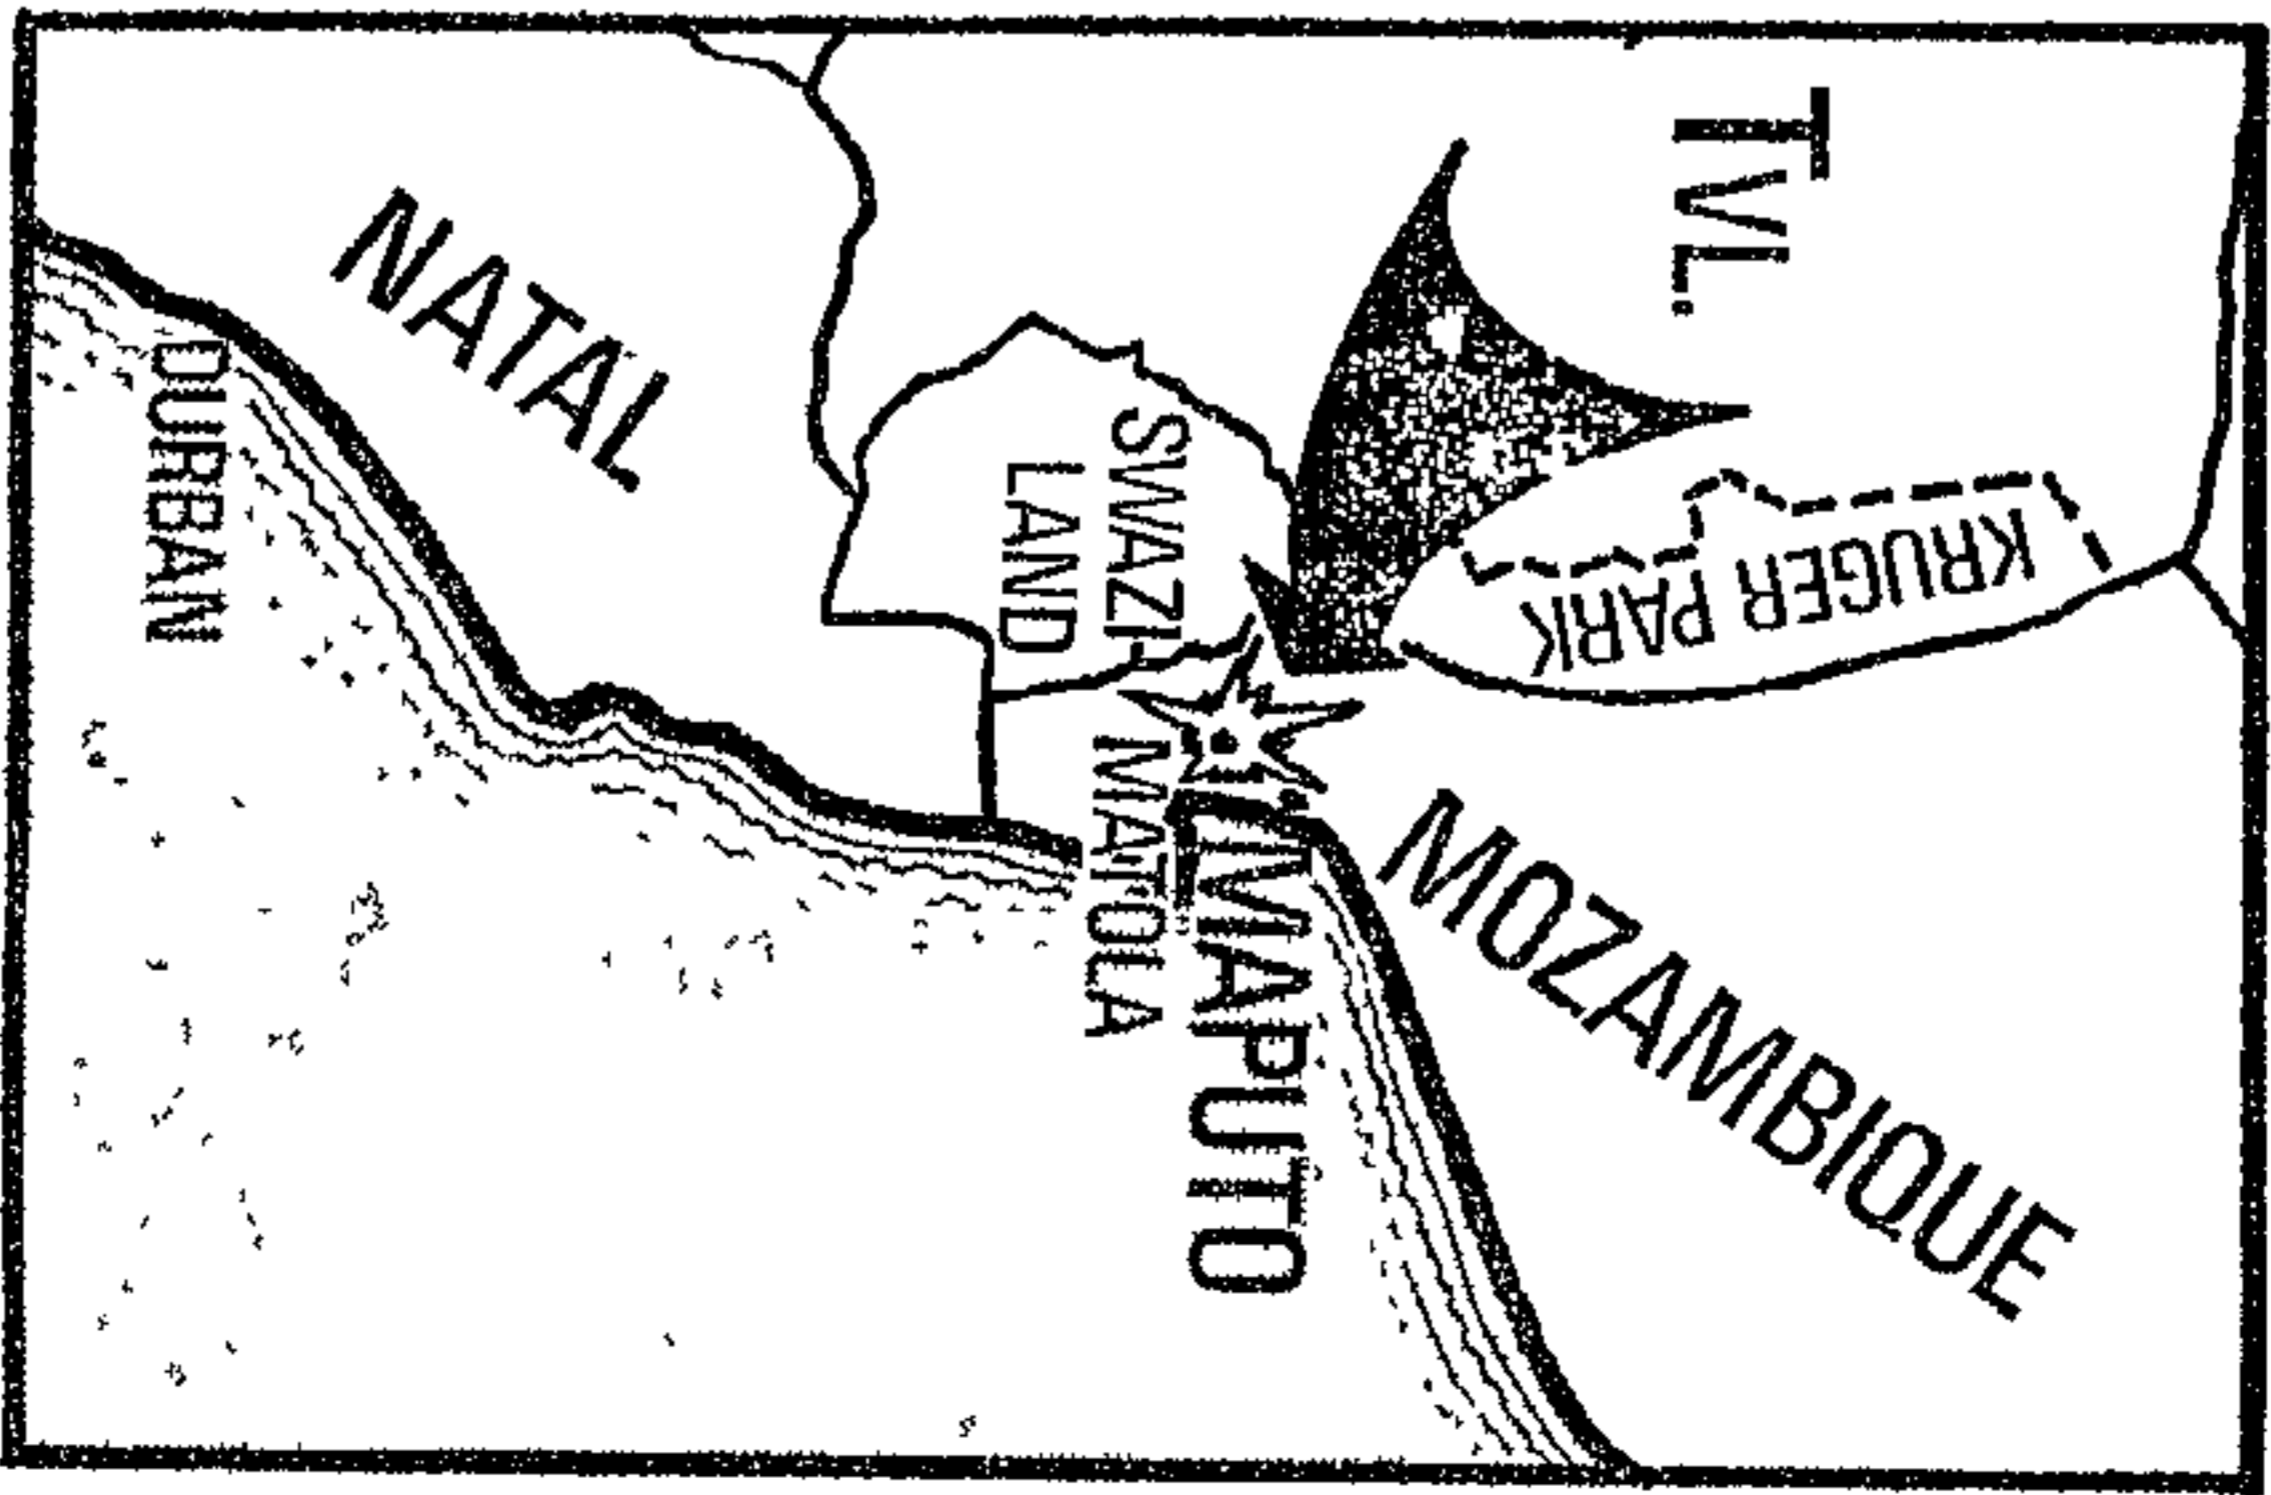 TVL.
KRUGER PARK
MOZAMBIQUE
SWAZI-
LAND
MAPUTO
MATOLA
NATAL
DURBAN